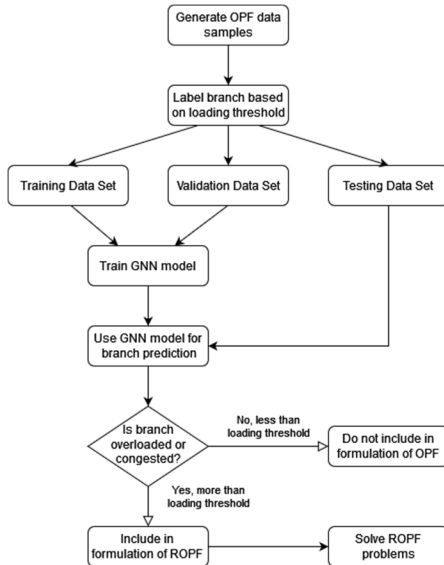 Generate OPF data
samples
Label branch based
on loading threshold
Training Data Set
Validation Data Set
Testing Data Set
Train GNN model
Use GNN model for
branch prediction
Is branch
overloaded or
congested?
No, less than
loading threshold
Do not include in
formulation of OPF
Yes, more than
loading threshold
Include in
formulation of ROPF
Solve ROPF
problems